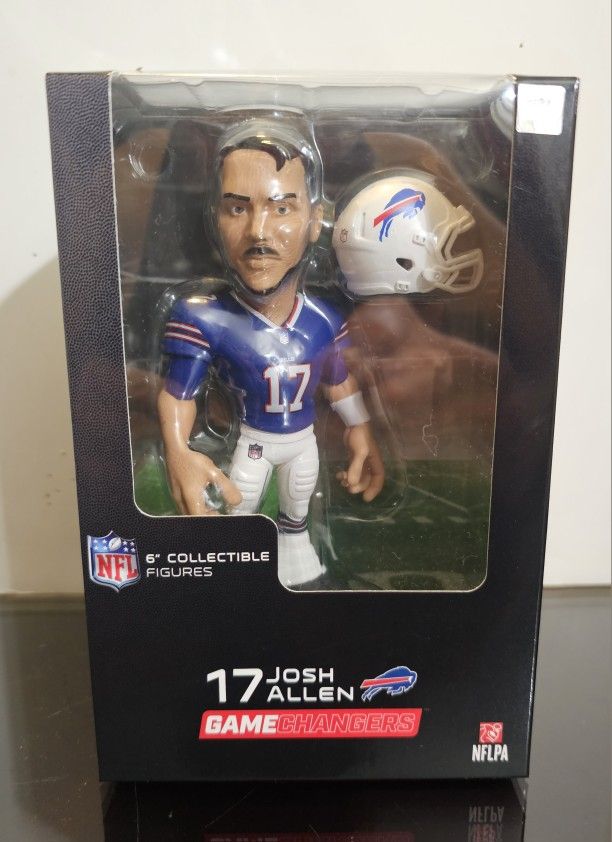 17
NFL
6" COLLECTIBLE
FIGURES
17 JOSH
ALLEN
GAMECHANGERS
NFLPA